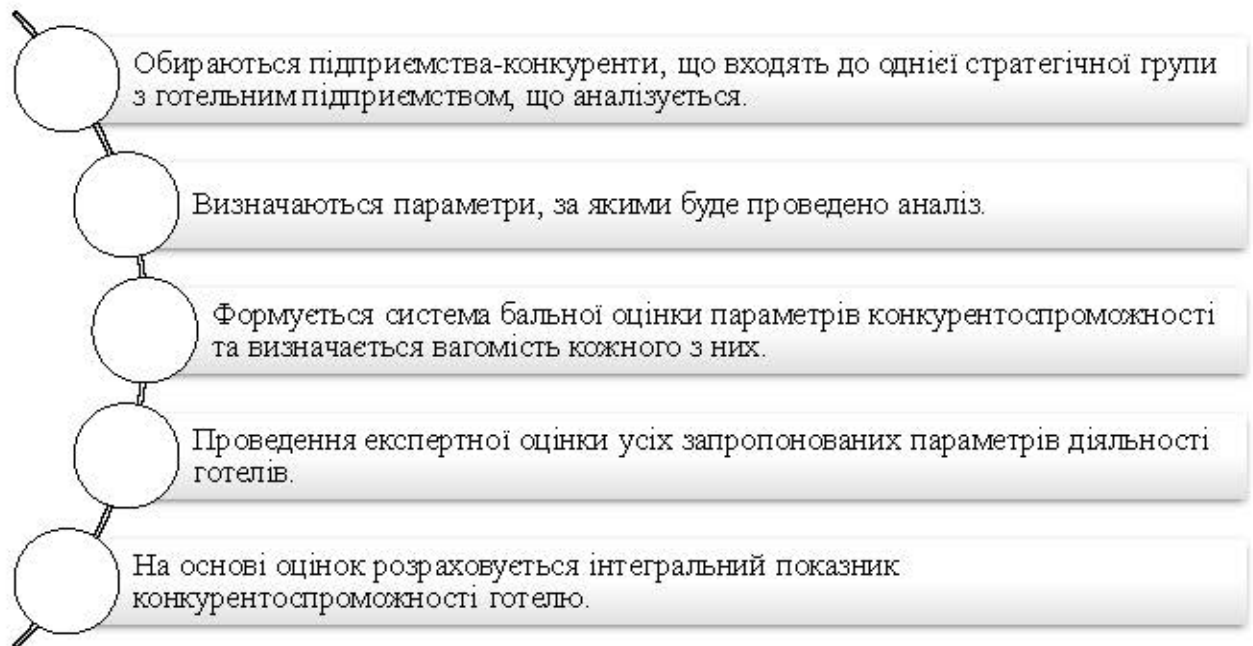 Обираються підприємства-конкуренти, що входять до однієї стратегічної групи
з готельним підприємством, що аналізується.
Визначаються параметри, за якими буде проведено аналіз.
Формується система бальної оцінки параметрів конкурентоспроможності
та визначається вагомість кожного з них.
Проведення експертної оцінки усіх запропонованих параметрів діяльності
готелів.
На основі оцінок розраховується інтегральний показник
конкурентоспроможності готелю.